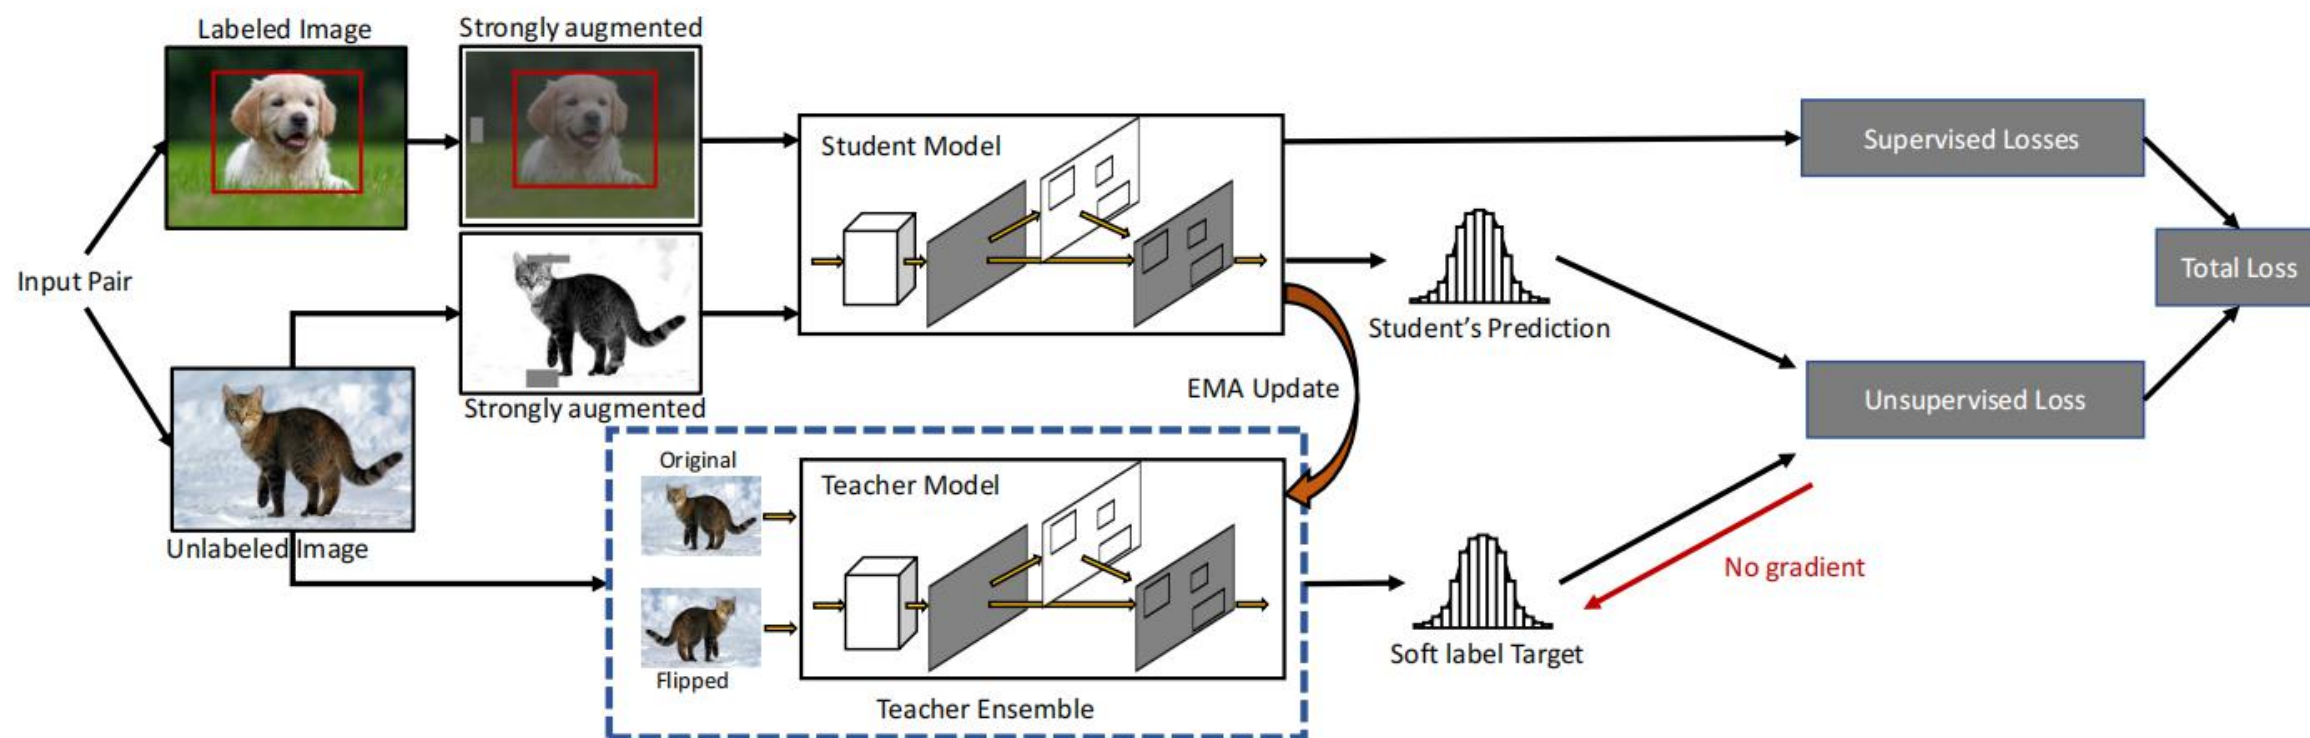 Labeled Image
Strongly augmented
Student Model
Supervised Losses
Input Pair
Total Loss
Student's Prediction
EMA Update
Unsupervised Loss
Strongly augmented
Original
Teacher Model
Unlabeled Image
No gradient
Soft label Target
Flipped
Teacher Ensemble